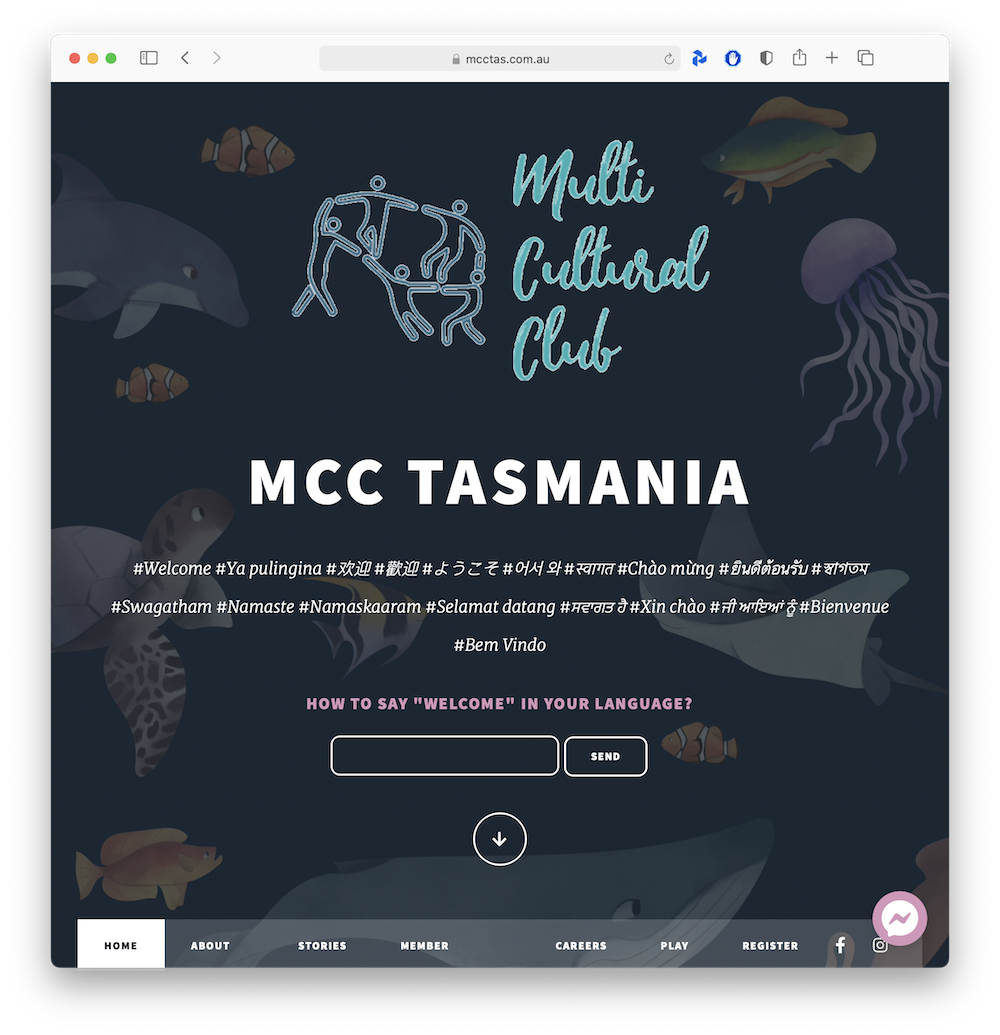 mcctas.com.au
Multi
Cultural
Club
MCC TASMANIA
#Welcome #Ya pulingina #欢迎 #歡迎 #ようこそ #어서 와 #स्वागत #Chào mừng #ยินดีต้อนรับ #স্বাগতম
#Swagatham #Namaste #Namaskaaram #Selamat datang #ਸਵਾਗਤ ਹੈ #Xin chào #ਜੀ ਆਇਆਂ ਨੂੰ #Bienvenue
#Bem Vindo
HOW TO SAY "WELCOME" IN YOUR LANGUAGE?
SEND
HOME ABOUT STORIES MEMBER CAREERS PLAY REGISTER